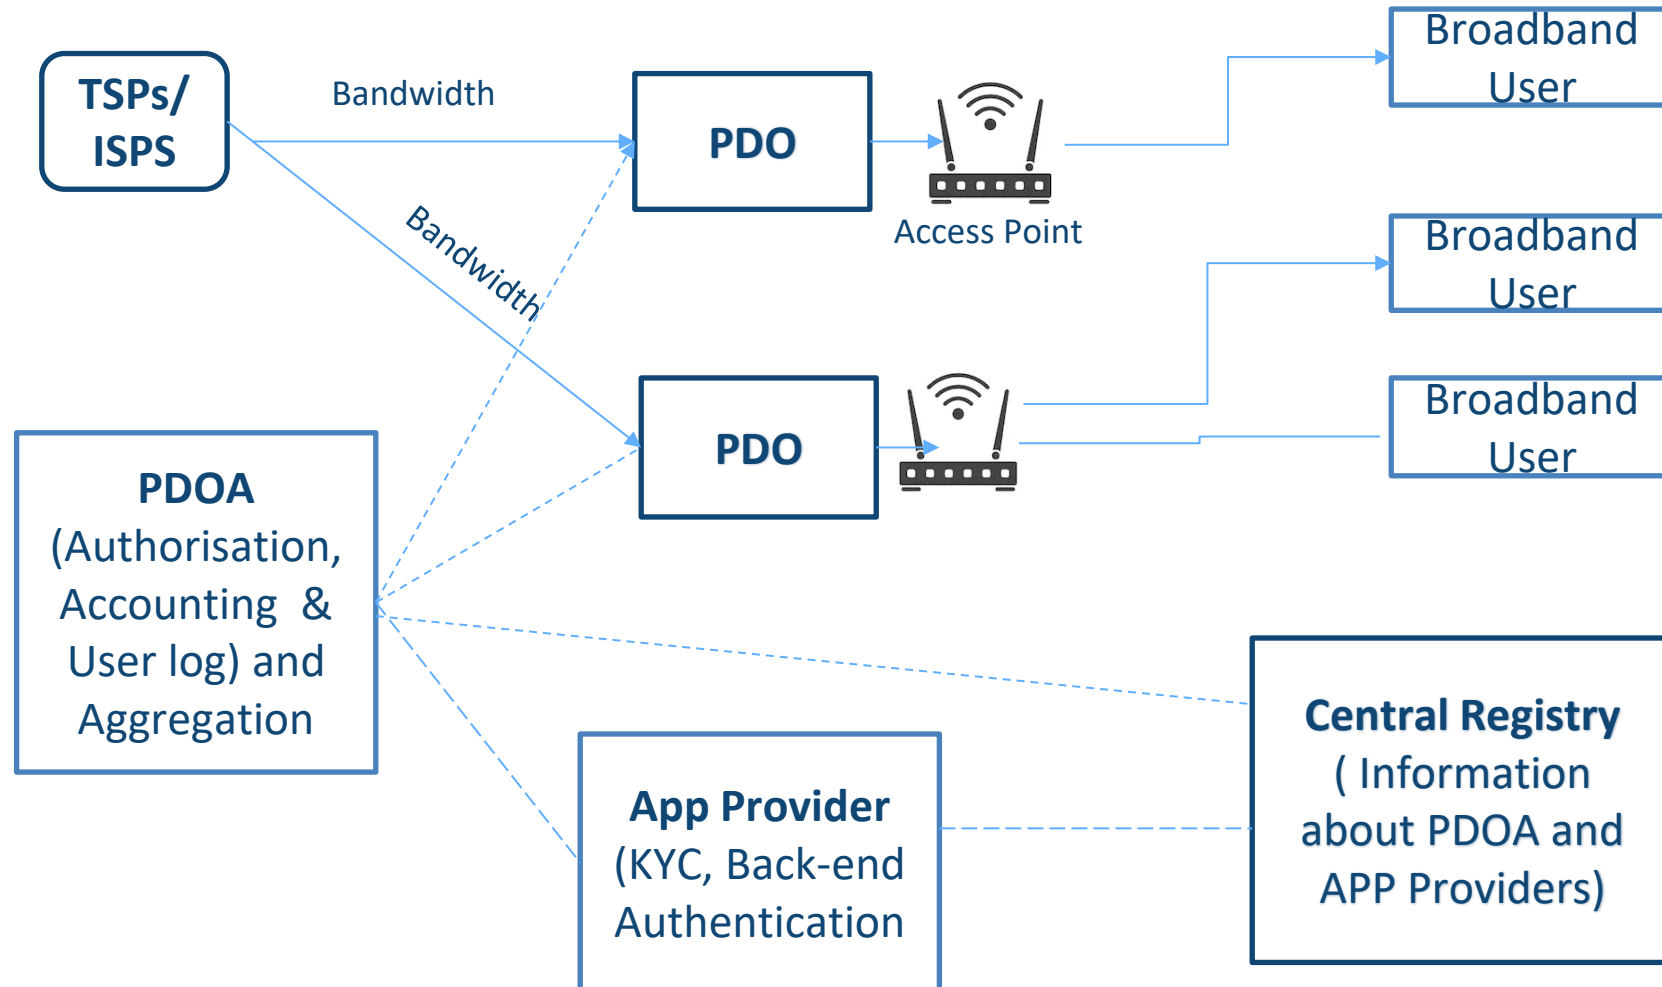 TSPs/
ISPS
Bandwidth
PDO
Access Point
Broadband
User
Bandwidth
Broadband
User
PDO
Broadband
User
PDOA
(Authorisation,
Accounting &
User log) and
Aggregation
App Provider
(KYC, Back-end
Authentication
Central Registry
( Information
about PDOA and
APP Providers)